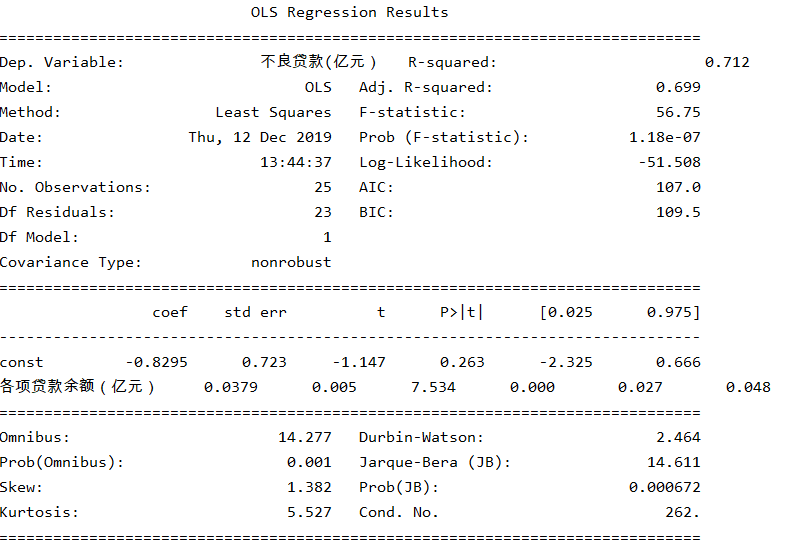 OLS Regression Results
==============================================================================
Dep. Variable: 不良贷款(亿元) R-squared: 0.712
Model: OLS Adj. R-squared: 0.699
Method: Least Squares F-statistic: 56.75
Date: Thu, 12 Dec 2019 Prob (F-statistic): 1.18e-07
Time: 13:44:37 Log-Likelihood: -51.508
No. Observations: 25 AIC: 107.0
Df Residuals: 23 BIC: 109.5
Df Model: 1
Covariance Type: nonrobust
==============================================================================
coef std err t P>|t| [0.025 0.975]
------------------------------------------------------------------------------
const -0.8295 0.723 -1.147 0.263 -2.325 0.666
各项贷款余额(亿元) 0.0379 0.005 7.534 0.000 0.027 0.048
==============================================================================
Omnibus: 14.277 Durbin-Watson: 2.464
Prob(Omnibus): 0.001 Jarque-Bera (JB): 14.611
Skew: 1.382 Prob(JB): 0.000672
Kurtosis: 5.527 Cond. No. 262.
==============================================================================